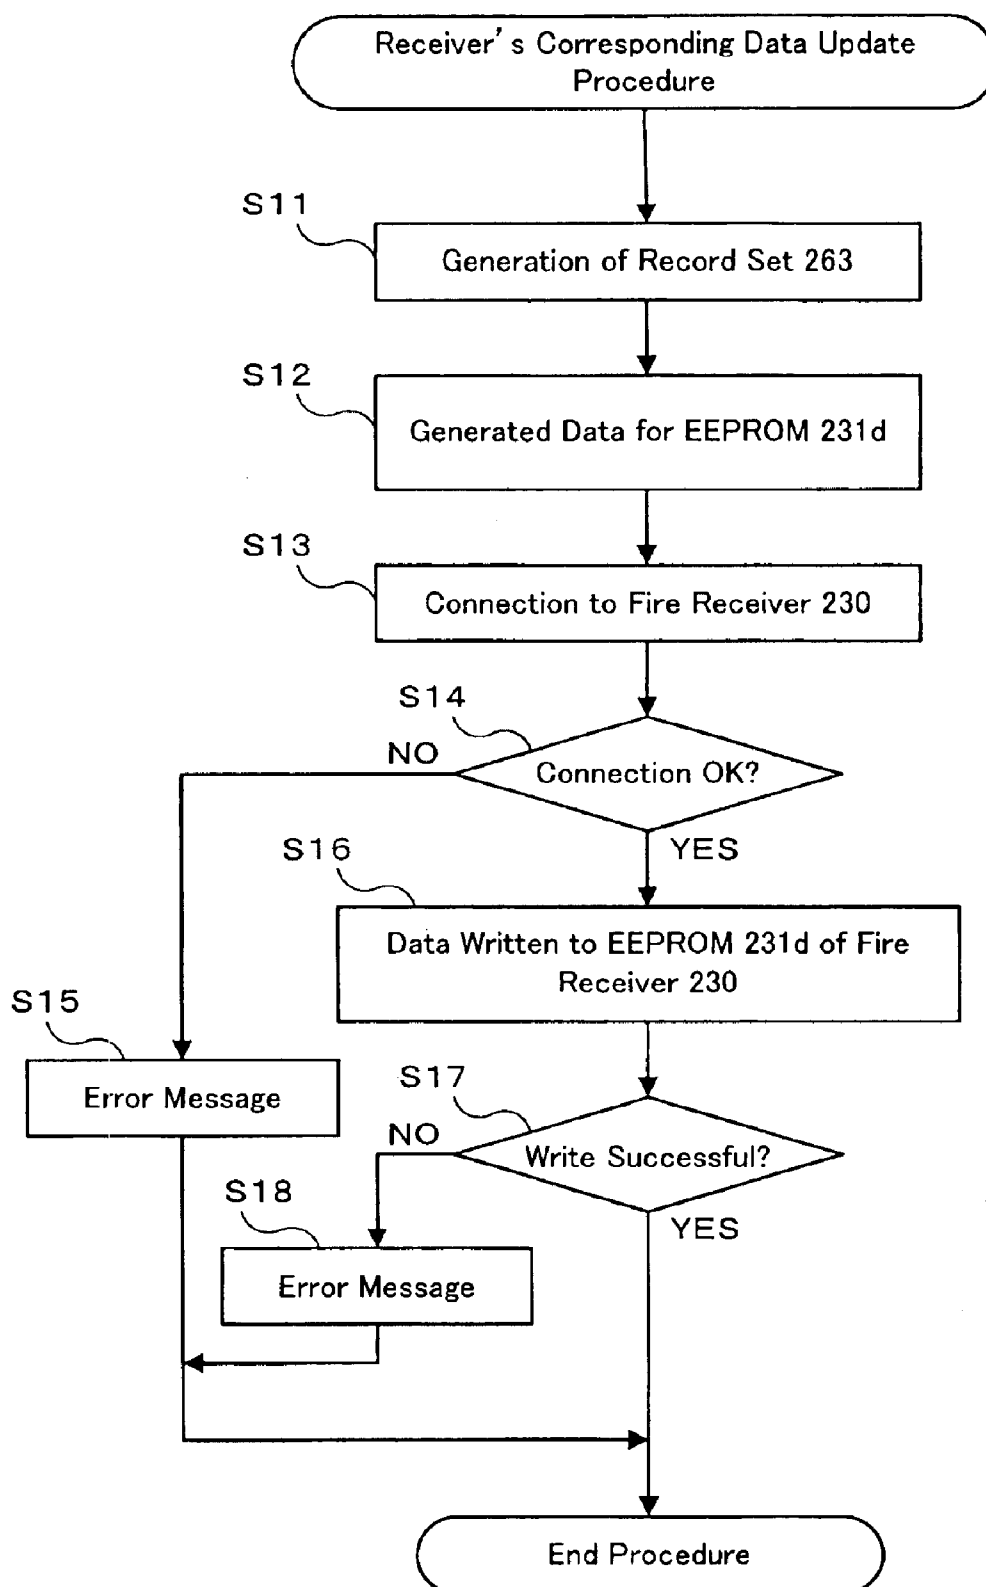 Receiver's Corresponding Data Update
Procedure
S11
Generation of Record Set 263
S12
Generated Data for EEPROM 231d
S13
Connection to Fire Receiver 230
S14
NO
Connection OK?
YES
S16
Data Written to EEPROM 231d of Fire
Receiver 230
S15
Error Message
S17
NO
Write Successful?
YES
S18
Error Message
End Procedure